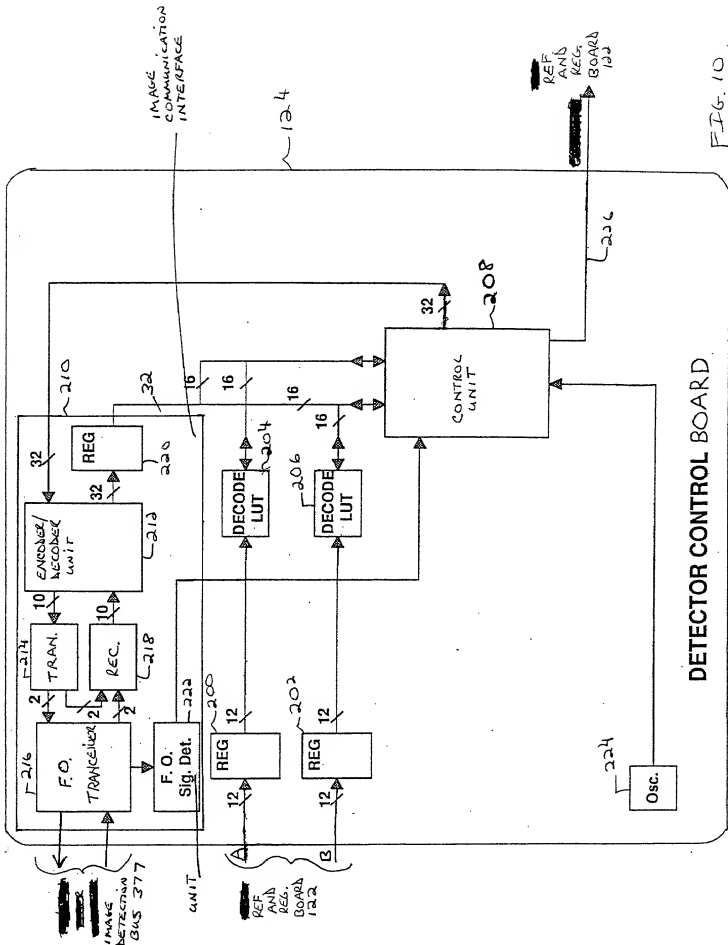 210
IMAGE
COMMUNICATION
INTERFACE
124
216
F.O.
TRANCEIVER
214
TRAN.
REC.
218
ENCODER/
DECODER
UNIT
212
REG
220
32
32
32
10
10
2
2
2
F. O.
Sig. Det.
222
UNIT
IMAGE
DETECTION
BUS 377
REF
AND
REG.
BOARD
122
A
B
12
12
REG
200
REG
202
12
12
DECODE
LUT
204
DECODE
LUT
206
16
16
16
16
32
CONTROL
UNIT
208
226
REF
AND
REG.
BOARD
122
224
Osc.
DETECTOR CONTROL BOARD
FIG. 10